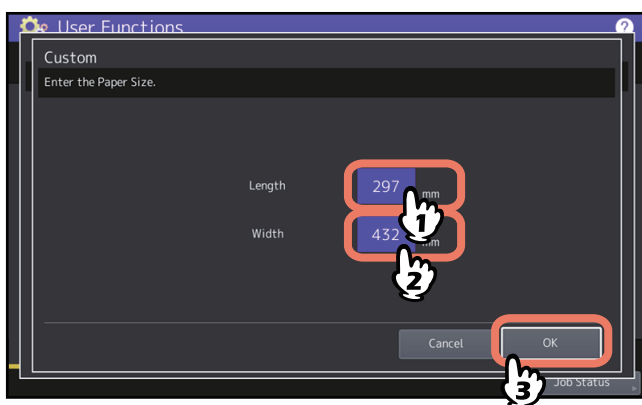 User Functions
?
Custom
Enter the Paper Size.
Length 297 mm
1
Width 432 mm
2
Cancel OK
3
Job Status